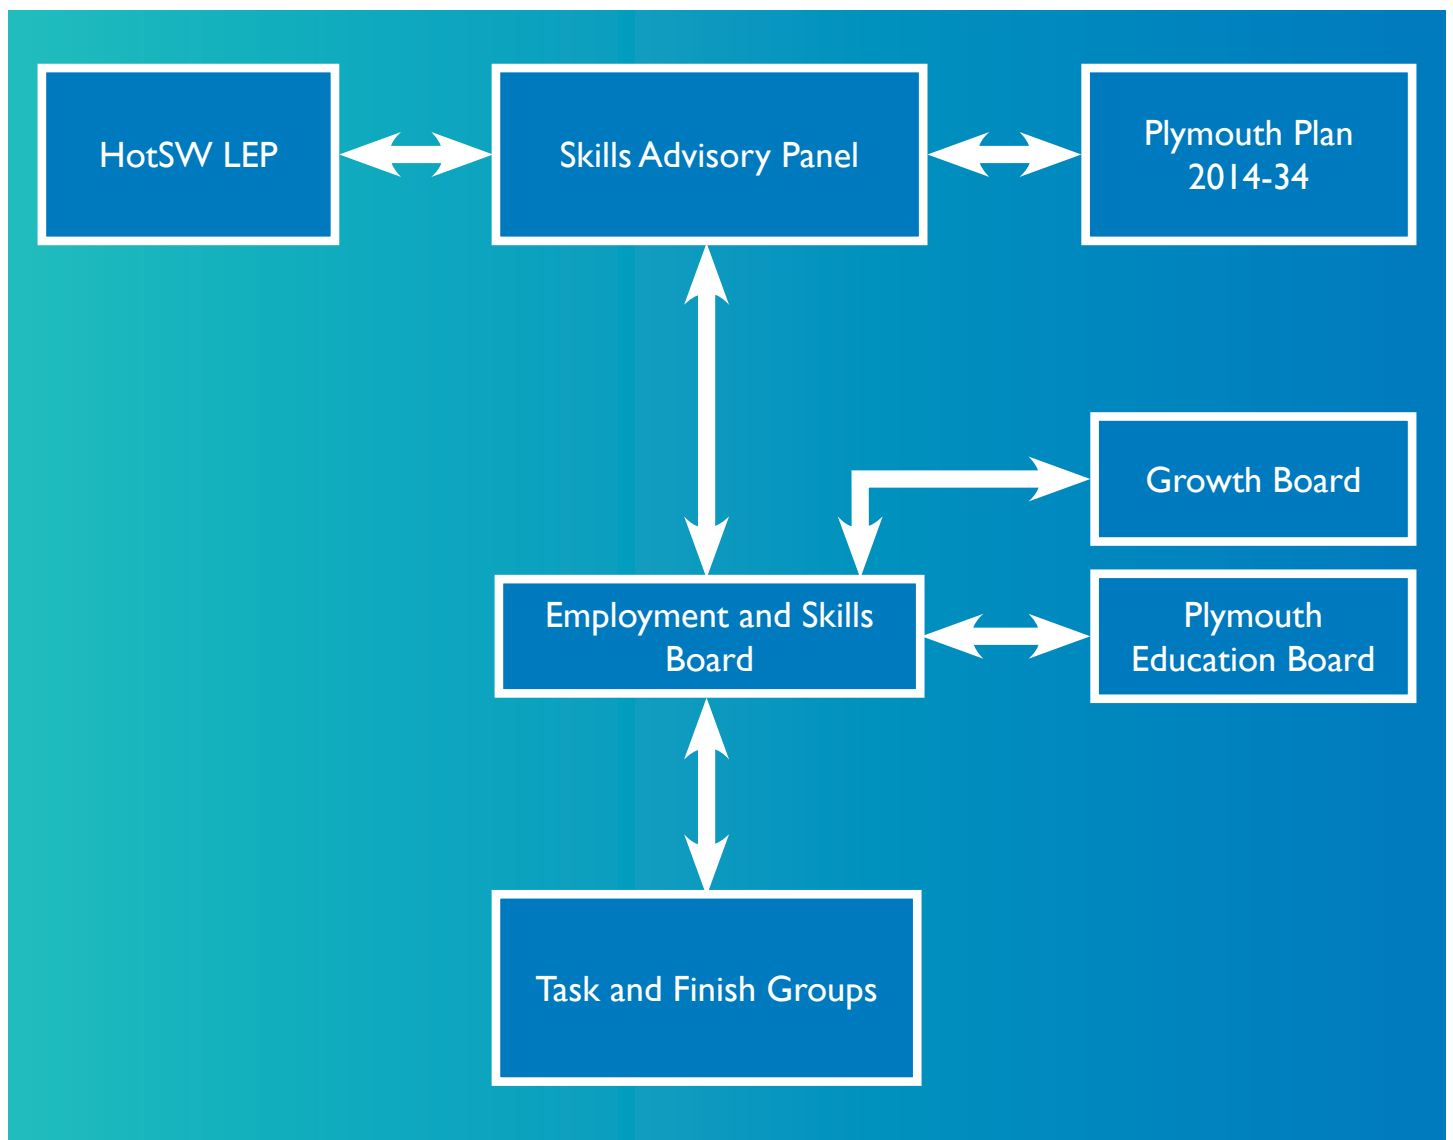 HotSW LEP
Skills Advisory Panel
Plymouth Plan
2014-34
Growth Board
Employment and Skills
Board
Plymouth
Education Board
Task and Finish Groups